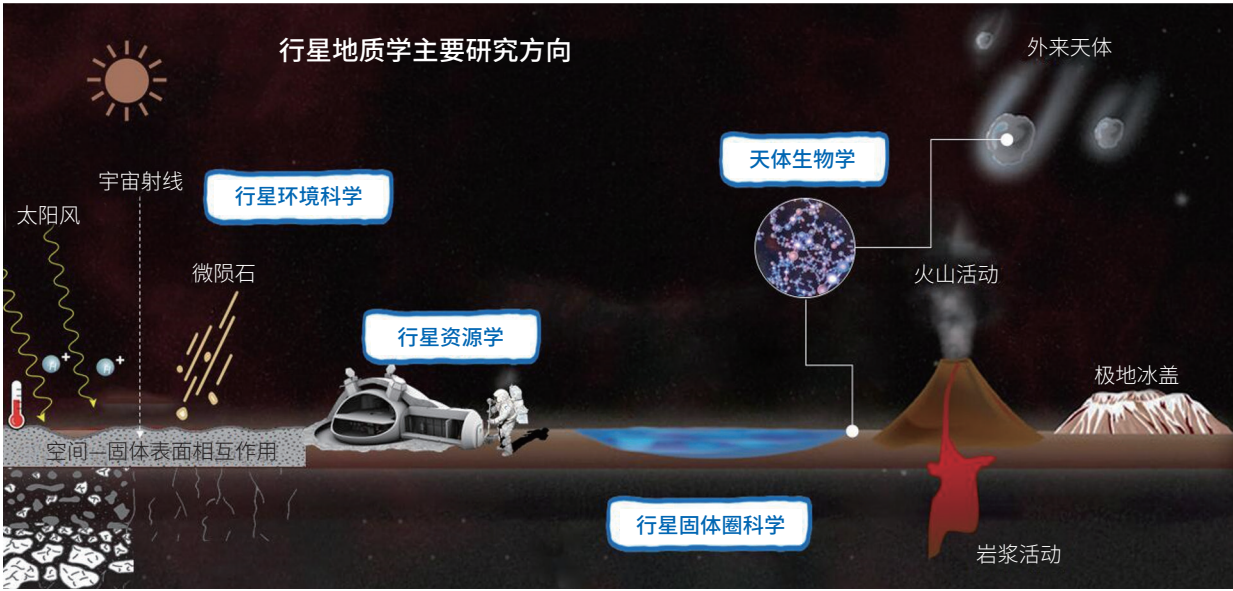 行星地质学主要研究方向
外来天体
天体生物学
宇宙射线
行星环境科学
太阳风
微陨石
火山活动
行星资源学
+
+
极地冰盖
空间—固体表面相互作用
行星固体圈科学
岩浆活动